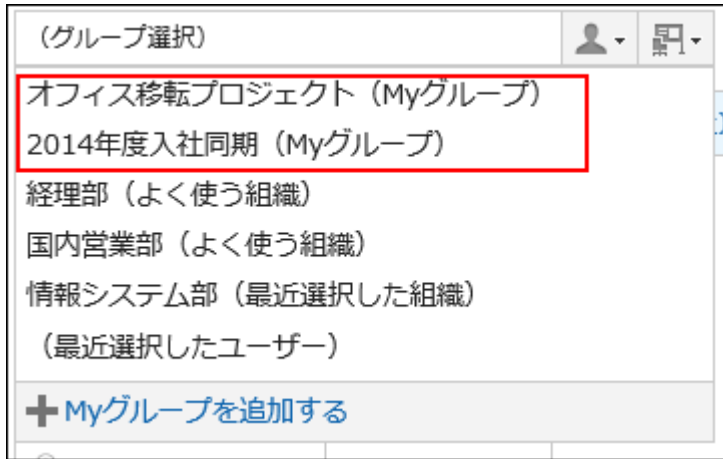 （グループ選択）
オフィス移転プロジェクト（Myグループ）
2014年度入社同期（Myグループ）
経理部（よく使う組織）
国内営業部（よく使う組織）
情報システム部（最近選択した組織）
（最近選択したユーザー）
Myグループを追加する